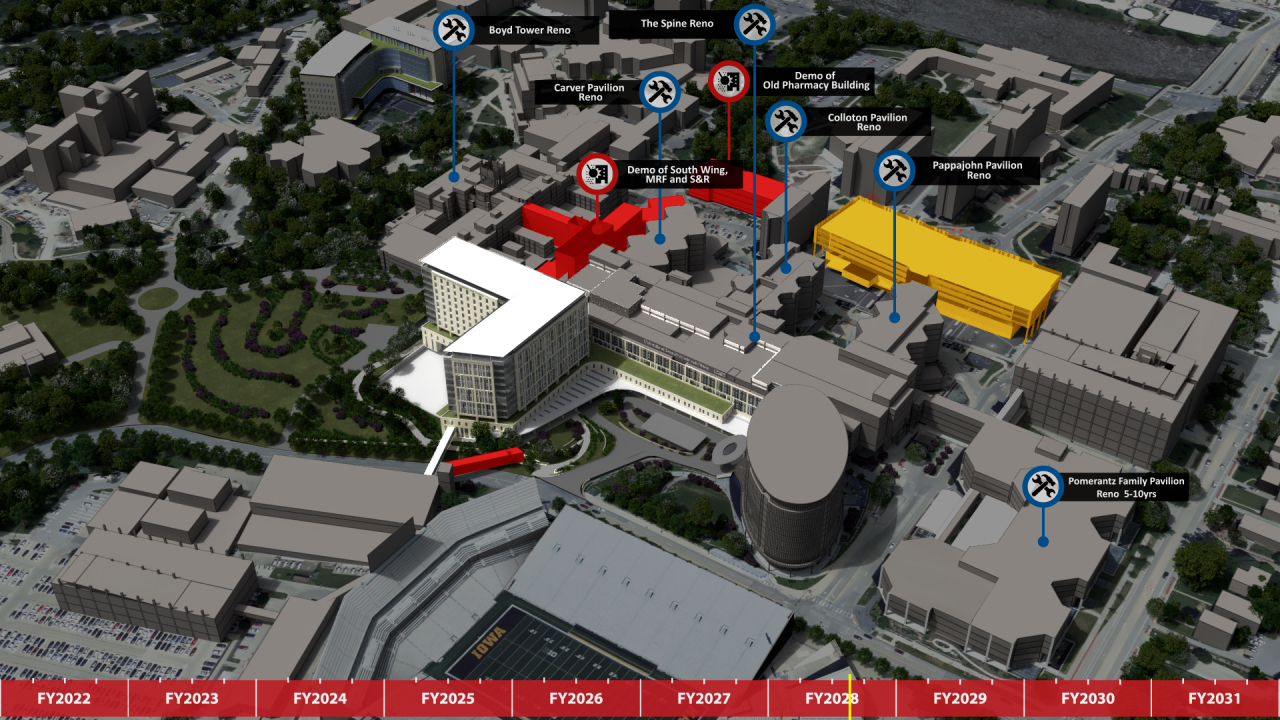 Boyd Tower Reno
The Spine Reno
Carver Pavilion
Reno
Demo of
Old Pharmacy Building
Colloton Pavilion
Reno
Demo of South Wing,
MRF and S&R
Pappajohn Pavilion
Reno
Pomerantz Family Pavilion
Reno 5-10yrs
IOWA
FY2022
FY2023
FY2024
FY2025
FY2026
FY2027
FY2028
FY2029
FY2030
FY2031